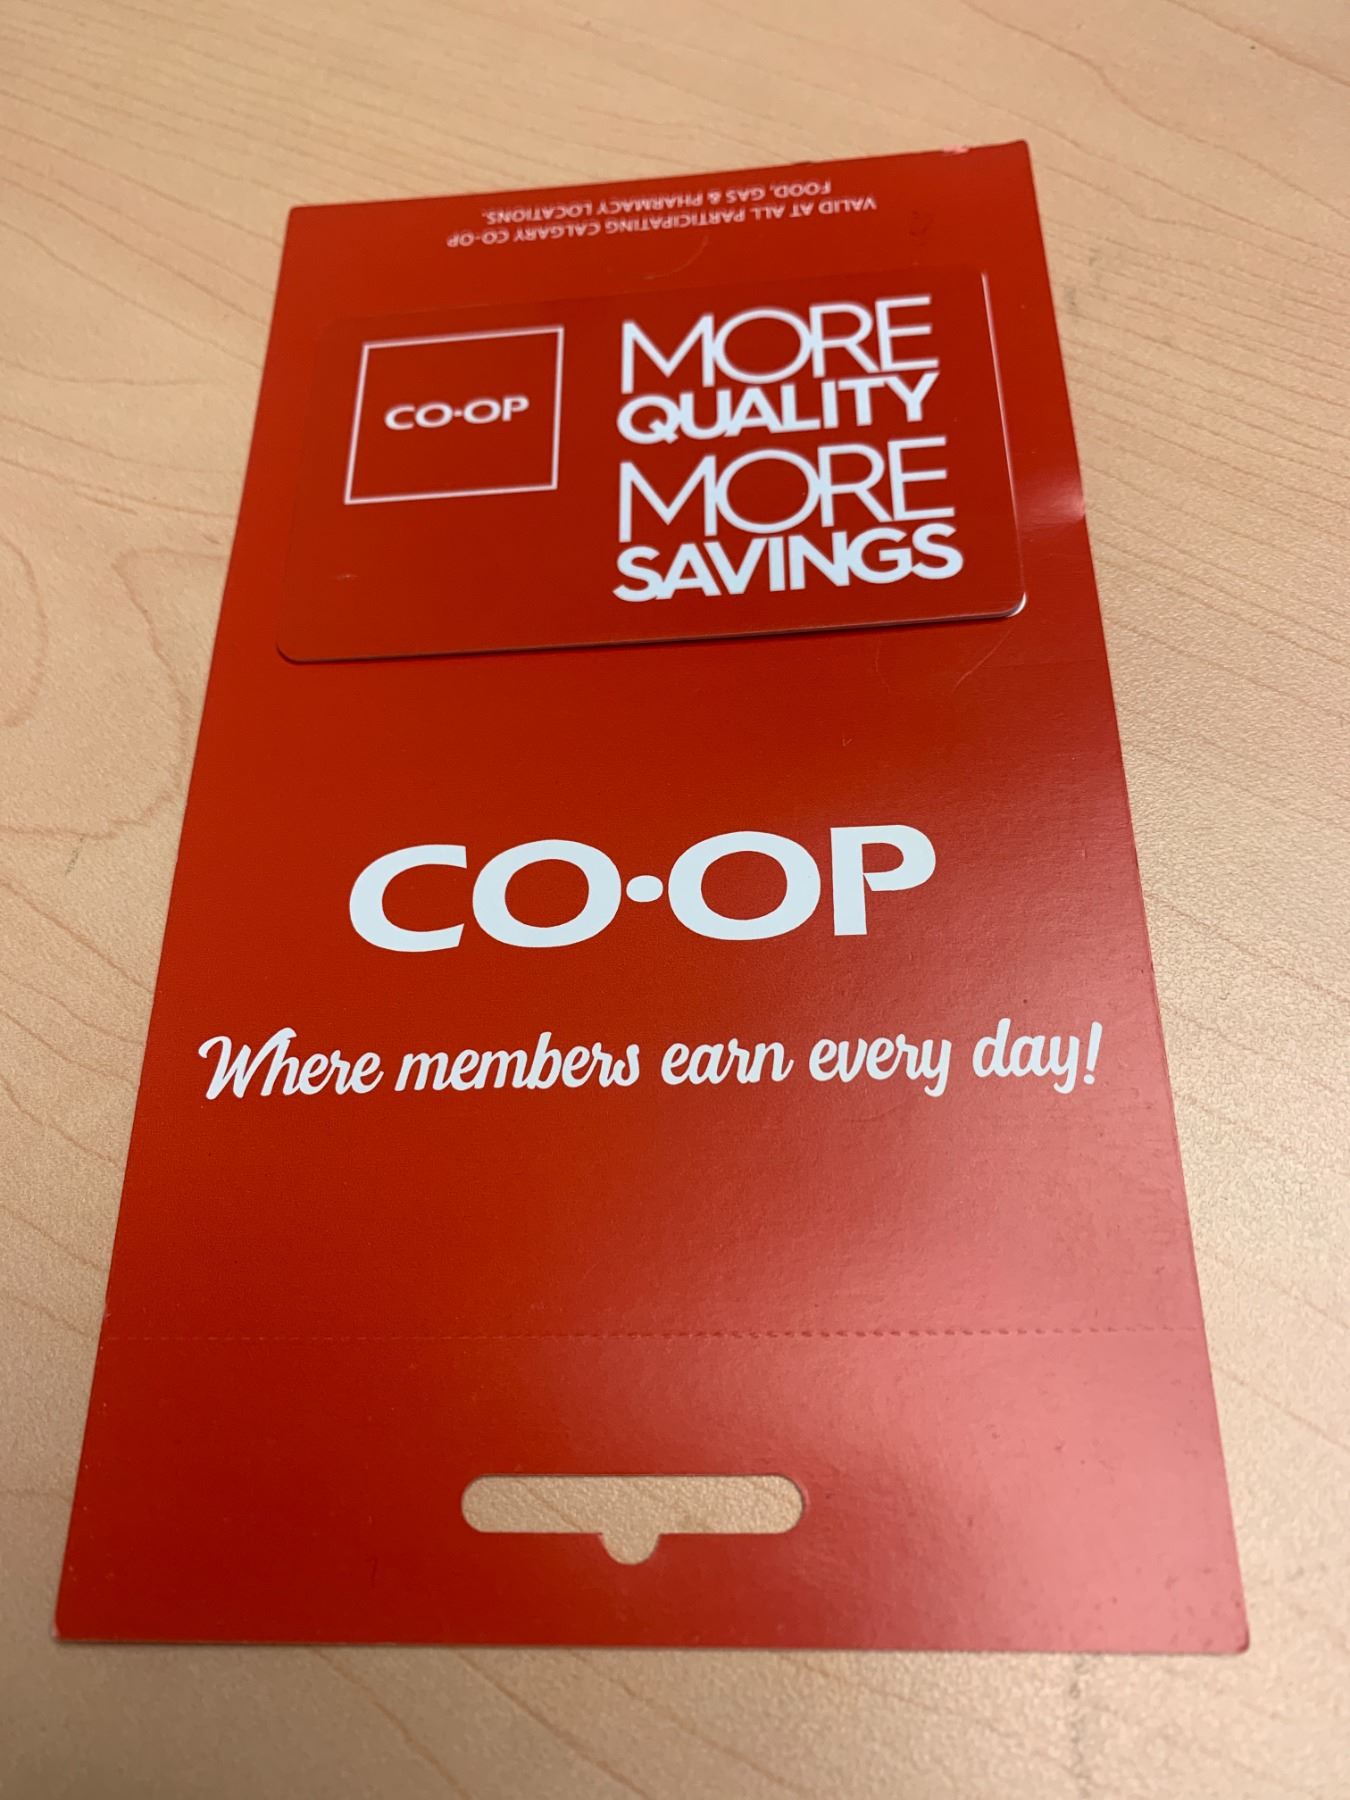 VALID AT ALL PARTICIPATING CALGARY CO-OP
FOOD, GAS & PHARMACY LOCATIONS.
CO·OP
MORE
QUALITY
MORE
SAVINGS
CO·OP
Where members earn every day!